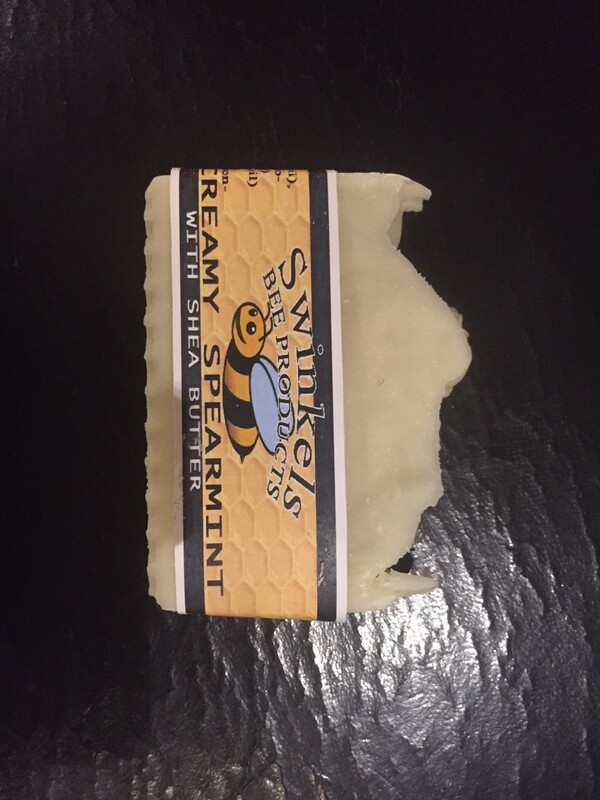 Swinkels
BEE PRODUCTS
CREAMY SPEARMINT
WITH SHEA BUTTER